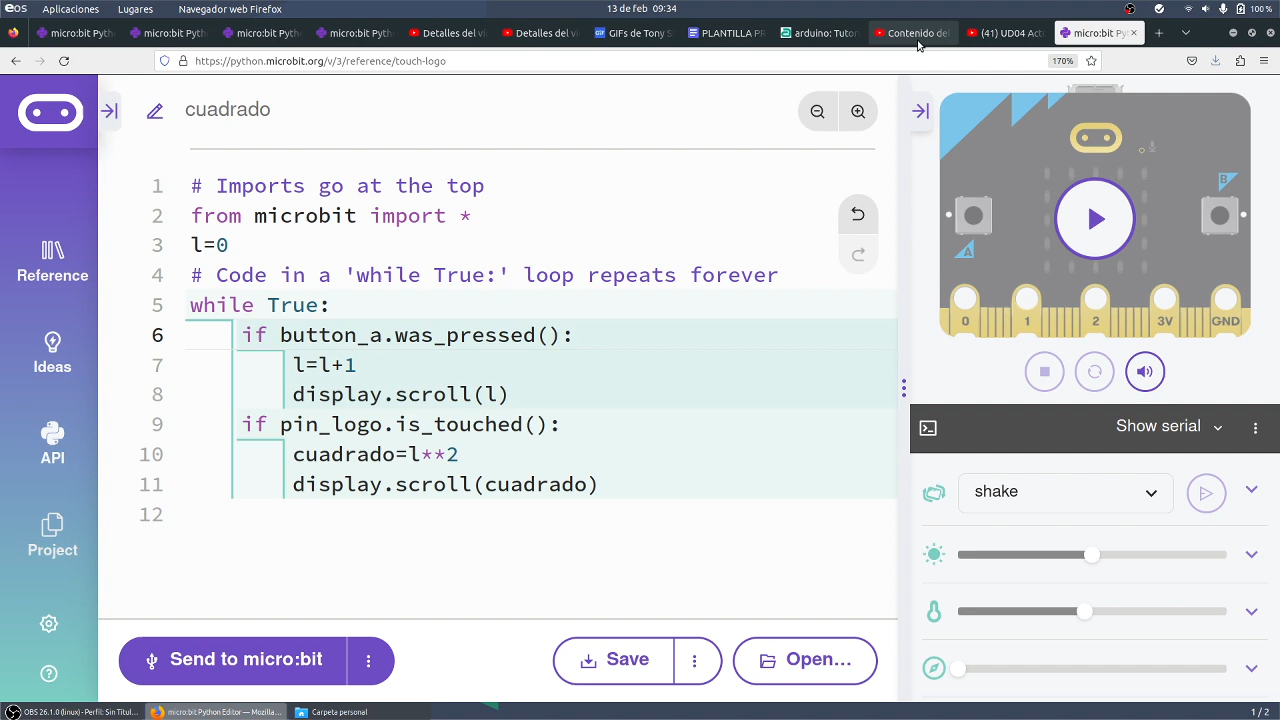 eos Aplicaciones Lugares Navegador web Firefox 13 de feb 09:34 100 %
micro:bit Pyth micro:bit Pyth micro:bit Pyth micro:bit Pyth Detalles del vi Detalles del vi GIFs de Tony S PLANTILLA PR arduino: Tutor Contenido del (41) UD04 Act micro:bit Py
https://python.microbit.org/v/3/reference/touch-logo 170%
cuadrado
1 # Imports go at the top
2 from microbit import *
3 l=0
4 # Code in a 'while True:' loop repeats forever
5 while True:
6 if button_a.was_pressed():
7 l=l+1
8 display.scroll(l)
9 if pin_logo.is_touched():
10 cuadrado=l**2
11 display.scroll(cuadrado)
12
Reference
Ideas
API
Project
Send to micro:bit
Save
Open...
B
A
0 1 2 3V GND
Show serial
shake
OBS 26.1.0 (linux) - Perfil: Sin Titul... micro:bit Python Editor — Mozilla... Carpeta personal 1 / 2